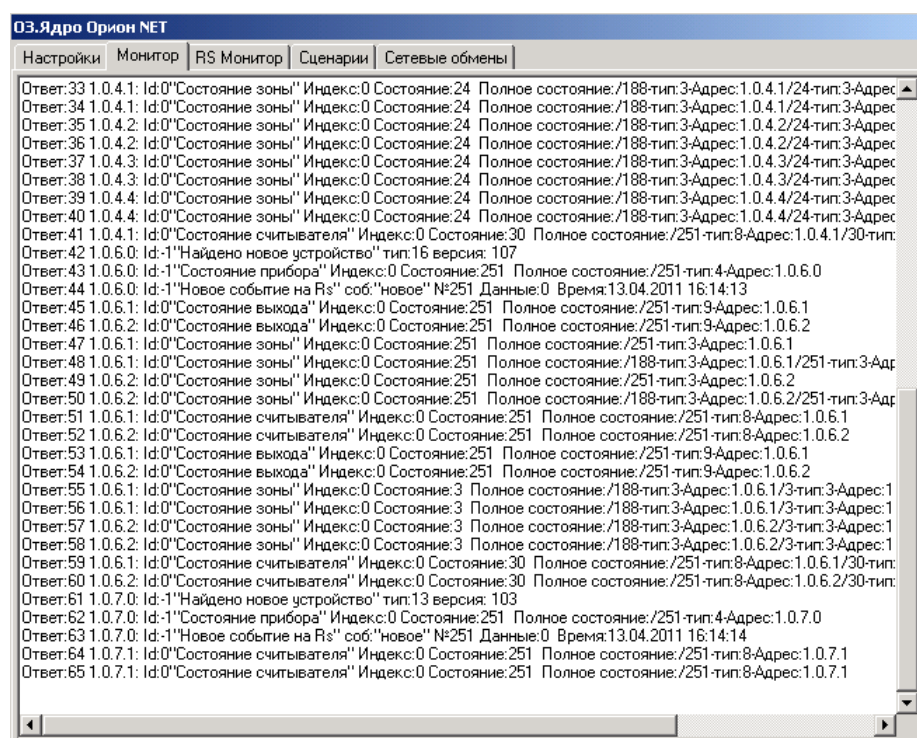 ОЗ.Ядро Орион NET
Настройки Монитор RS Монитор Сценарии Сетевые обмены
Ответ:33 1.0.4.1: Id:0"Состояние зоны" Индекс:0 Состояние:24 Полное состояние:/188-тип:3-Адрес:1.0.4.1/24-тип:3-Адрес
Ответ:34 1.0.4.1: Id:0"Состояние зоны" Индекс:0 Состояние:24 Полное состояние:/188-тип:3-Адрес:1.0.4.1/24-тип:3-Адрес
Ответ:35 1.0.4.2: Id:0"Состояние зоны" Индекс:0 Состояние:24 Полное состояние:/188-тип:3-Адрес:1.0.4.2/24-тип:3-Адрес
Ответ:36 1.0.4.2: Id:0"Состояние зоны" Индекс:0 Состояние:24 Полное состояние:/188-тип:3-Адрес:1.0.4.2/24-тип:3-Адрес
Ответ:37 1.0.4.3: Id:0"Состояние зоны" Индекс:0 Состояние:24 Полное состояние:/188-тип:3-Адрес:1.0.4.3/24-тип:3-Адрес
Ответ:38 1.0.4.3: Id:0"Состояние зоны" Индекс:0 Состояние:24 Полное состояние:/188-тип:3-Адрес:1.0.4.3/24-тип:3-Адрес
Ответ:39 1.0.4.4: Id:0"Состояние зоны" Индекс:0 Состояние:24 Полное состояние:/188-тип:3-Адрес:1.0.4.4/24-тип:3-Адрес
Ответ:40 1.0.4.4: Id:0"Состояние зоны" Индекс:0 Состояние:24 Полное состояние:/188-тип:3-Адрес:1.0.4.4/24-тип:3-Адрес
Ответ:41 1.0.4.1: Id:0"Состояние считывателя" Индекс:0 Состояние:30 Полное состояние:/251-тип:8-Адрес:1.0.4.1/30-тип:
Ответ:42 1.0.6.0: Id:-1"Найдено новое устройство" тип:16 версия: 107
Ответ:43 1.0.6.0: Id:-1"Состояние прибора" Индекс:0 Состояние:251 Полное состояние:/251-тип:4-Адрес:1.0.6.0
Ответ:44 1.0.6.0: Id:-1"Новое событие на Rs" соб:"новое" №251 Данные:0 Время:13.04.2011 16:14:13
Ответ:45 1.0.6.1: Id:0"Состояние выхода" Индекс:0 Состояние:251 Полное состояние:/251-тип:9-Адрес:1.0.6.1
Ответ:46 1.0.6.2: Id:0"Состояние выхода" Индекс:0 Состояние:251 Полное состояние:/251-тип:9-Адрес:1.0.6.2
Ответ:47 1.0.6.1: Id:0"Состояние зоны" Индекс:0 Состояние:251 Полное состояние:/251-тип:3-Адрес:1.0.6.1
Ответ:48 1.0.6.1: Id:0"Состояние зоны" Индекс:0 Состояние:251 Полное состояние:/188-тип:3-Адрес:1.0.6.1/251-тип:3-Адр
Ответ:49 1.0.6.2: Id:0"Состояние зоны" Индекс:0 Состояние:251 Полное состояние:/251-тип:3-Адрес:1.0.6.2
Ответ:50 1.0.6.2: Id:0"Состояние зоны" Индекс:0 Состояние:251 Полное состояние:/188-тип:3-Адрес:1.0.6.2/251-тип:3-Адр
Ответ:51 1.0.6.1: Id:0"Состояние считывателя" Индекс:0 Состояние:251 Полное состояние:/251-тип:8-Адрес:1.0.6.1
Ответ:52 1.0.6.2: Id:0"Состояние считывателя" Индекс:0 Состояние:251 Полное состояние:/251-тип:8-Адрес:1.0.6.2
Ответ:53 1.0.6.1: Id:0"Состояние выхода" Индекс:0 Состояние:251 Полное состояние:/251-тип:9-Адрес:1.0.6.1
Ответ:54 1.0.6.2: Id:0"Состояние выхода" Индекс:0 Состояние:251 Полное состояние:/251-тип:9-Адрес:1.0.6.2
Ответ:55 1.0.6.1: Id:0"Состояние зоны" Индекс:0 Состояние:3 Полное состояние:/188-тип:3-Адрес:1.0.6.1/3-тип:3-Адрес:1
Ответ:56 1.0.6.1: Id:0"Состояние зоны" Индекс:0 Состояние:3 Полное состояние:/188-тип:3-Адрес:1.0.6.1/3-тип:3-Адрес:1
Ответ:57 1.0.6.2: Id:0"Состояние зоны" Индекс:0 Состояние:3 Полное состояние:/188-тип:3-Адрес:1.0.6.2/3-тип:3-Адрес:1
Ответ:58 1.0.6.2: Id:0"Состояние зоны" Индекс:0 Состояние:3 Полное состояние:/188-тип:3-Адрес:1.0.6.2/3-тип:3-Адрес:1
Ответ:59 1.0.6.1: Id:0"Состояние считывателя" Индекс:0 Состояние:30 Полное состояние:/251-тип:8-Адрес:1.0.6.1/30-тип:
Ответ:60 1.0.6.2: Id:0"Состояние считывателя" Индекс:0 Состояние:30 Полное состояние:/251-тип:8-Адрес:1.0.6.2/30-тип:
Ответ:61 1.0.7.0: Id:-1"Найдено новое устройство" тип:13 версия: 103
Ответ:62 1.0.7.0: Id:-1"Состояние прибора" Индекс:0 Состояние:251 Полное состояние:/251-тип:4-Адрес:1.0.7.0
Ответ:63 1.0.7.0: Id:-1"Новое событие на Rs" соб:"новое" №251 Данные:0 Время:13.04.2011 16:14:14
Ответ:64 1.0.7.1: Id:0"Состояние считывателя" Индекс:0 Состояние:251 Полное состояние:/251-тип:8-Адрес:1.0.7.1
Ответ:65 1.0.7.1: Id:0"Состояние считывателя" Индекс:0 Состояние:251 Полное состояние:/251-тип:8-Адрес:1.0.7.1